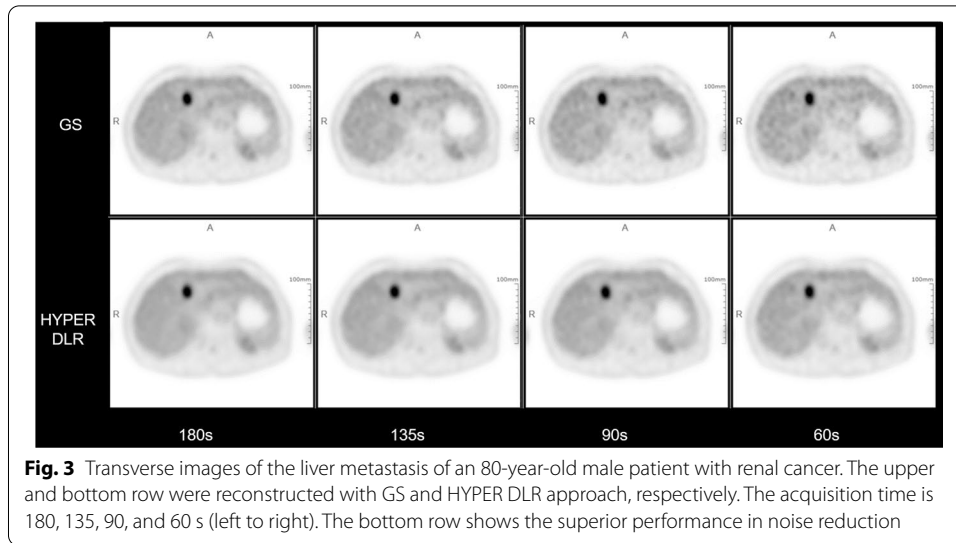 A A A A
100mm 100mm 100mm 100mm
GS R R R R
A A A A
100mm 100mm 100mm 100mm
HYPER
DLR
R R R R
180s 135s 90s 60s
Fig. 3 Transverse images of the liver metastasis of an 80-year-old male patient with renal cancer. The upper
and bottom row were reconstructed with GS and HYPER DLR approach, respectively. The acquisition time is
180, 135, 90, and 60 s (left to right). The bottom row shows the superior performance in noise reduction